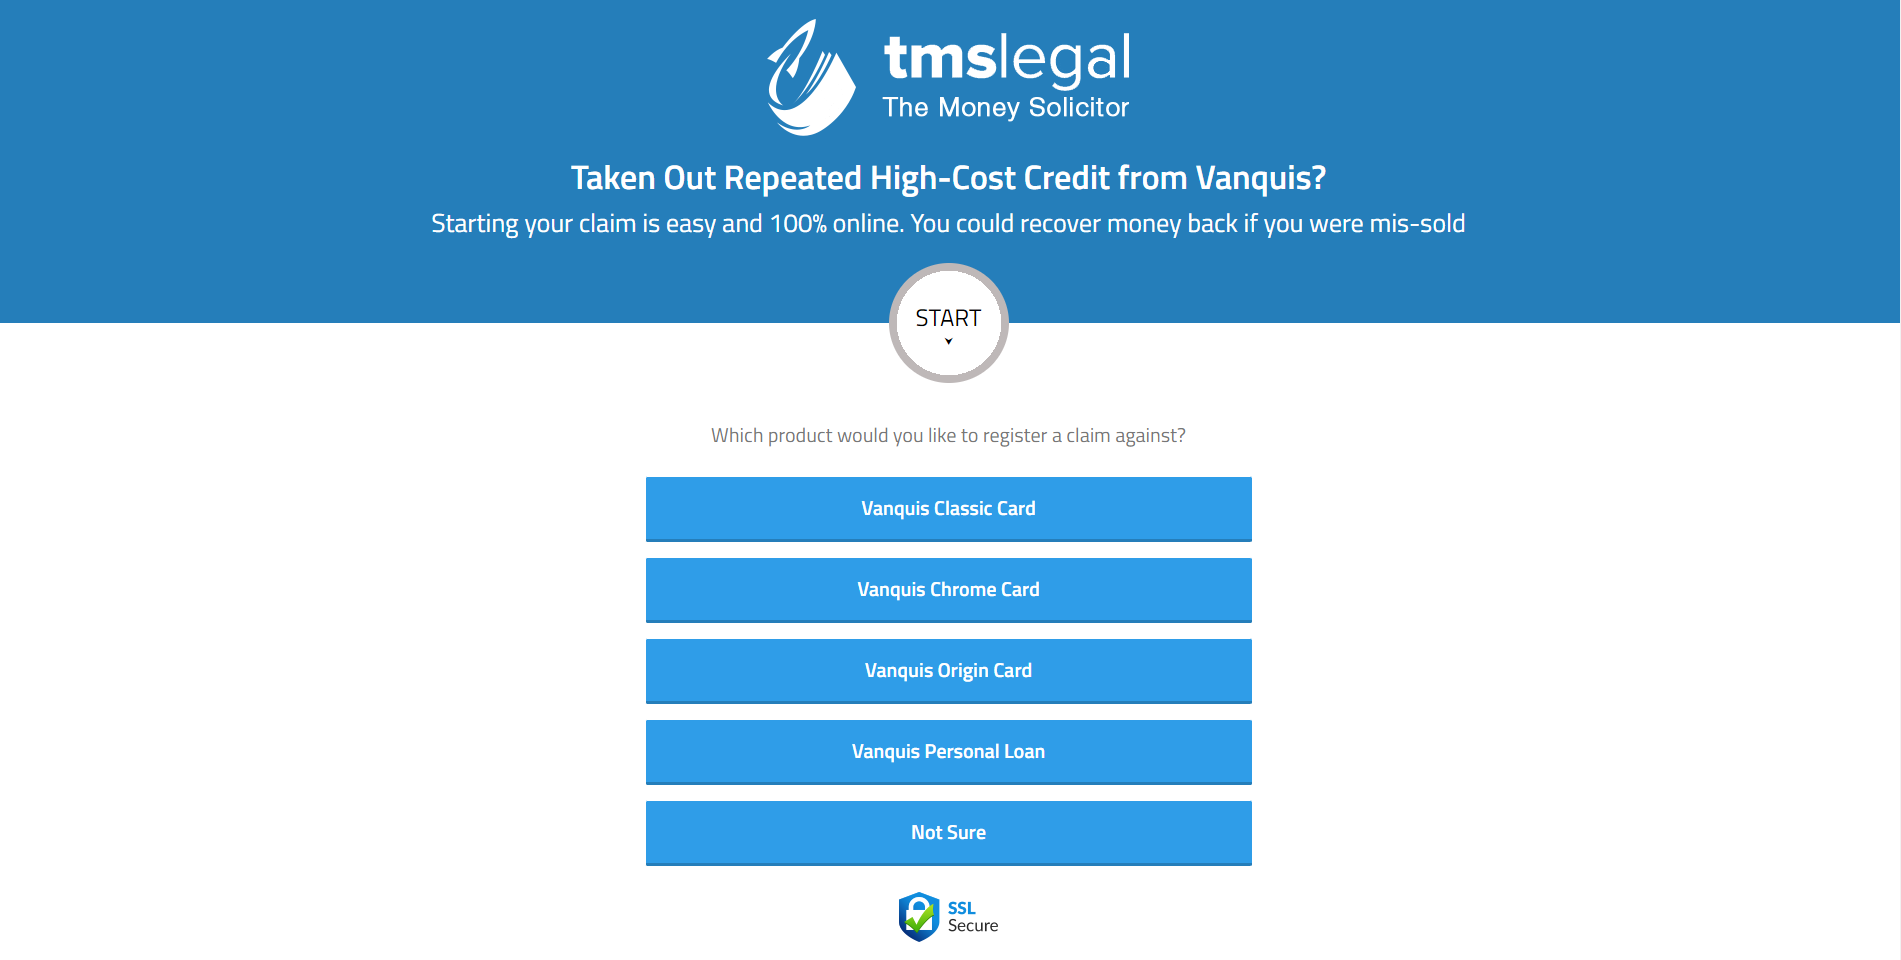 tmslegal
The Money Solicitor
Taken Out Repeated High-Cost Credit from Vanquis?
Starting your claim is easy and 100% online. You could recover money back if you were mis-sold
START
Which product would you like to register a claim against?
Vanquis Classic Card
Vanquis Chrome Card
Vanquis Origin Card
Vanquis Personal Loan
Not Sure
SSL
Secure